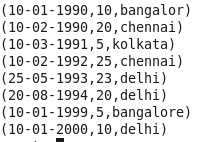 (10-01-1990,10,bangalor)
(10-02-1990,20,chennai)
(10-03-1991,5,kolkata)
(10-02-1992,25,chennai)
(25-05-1993,23,delhi)
(20-08-1994,20,delhi)
(10-01-1999,5,bangalore)
(10-01-2000,10,delhi)